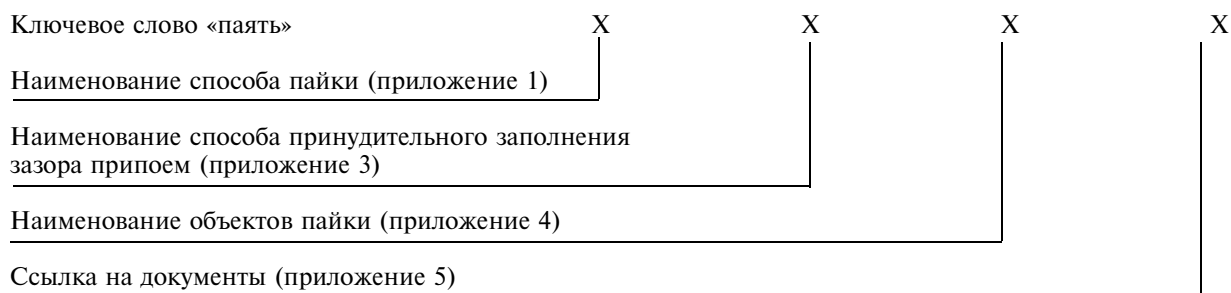 Ключевое слово «паять» X X X X
Наименование способа пайки (приложение 1)
Наименование способа принудительного заполнения
зазора припоем (приложение 3)
Наименование объектов пайки (приложение 4)
Ссылка на документы (приложение 5)